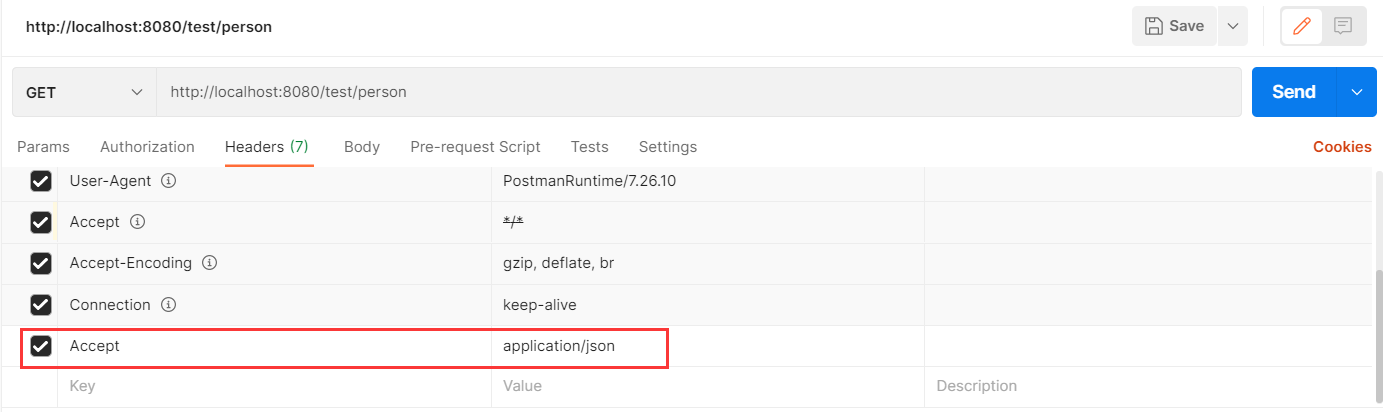 http://localhost:8080/test/person
Save
GET
http://localhost:8080/test/person
Send
Params Authorization Headers (7) Body Pre-request Script Tests Settings Cookies
User-Agent PostmanRuntime/7.26.10
Accept */*
Accept-Encoding gzip, deflate, br
Connection keep-alive
Accept application/json
Key Value Description